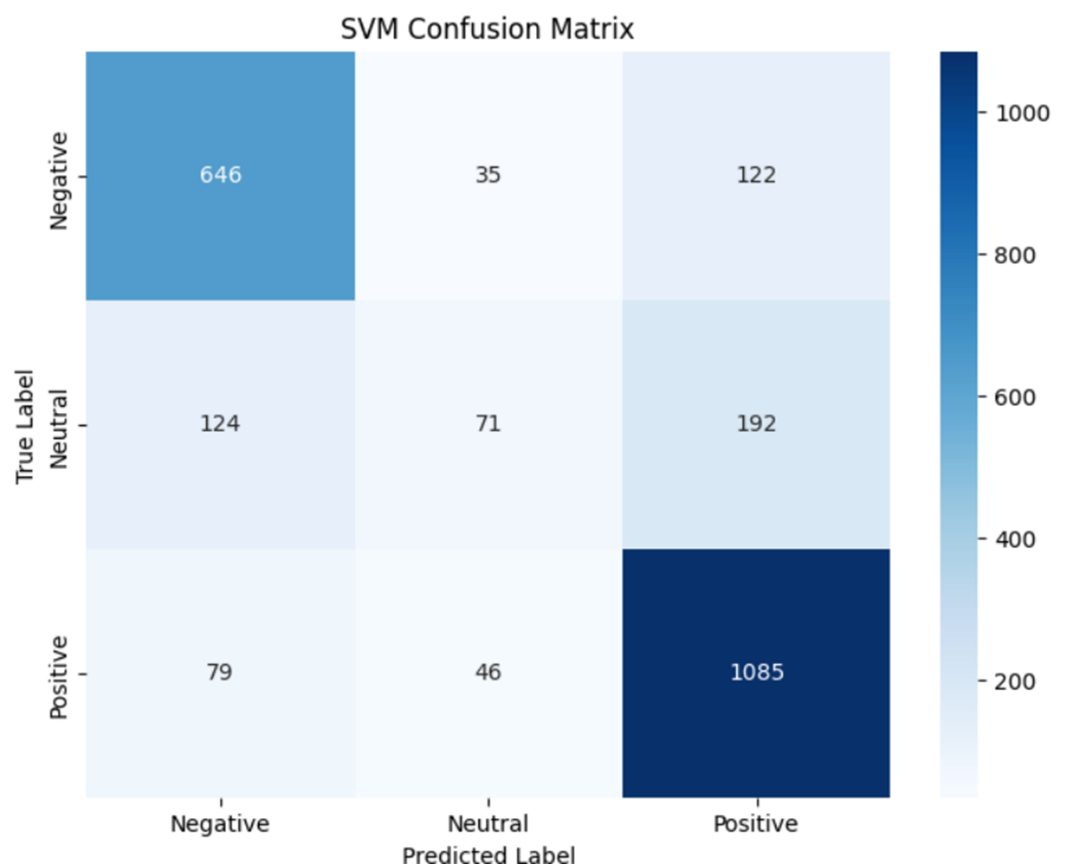 SVM Confusion Matrix
Negative
646
35
122
1000
800
True Label
Neutral
124
71
192
600
400
Positive
79
46
1085
200
Negative
Neutral
Positive
Predicted Label